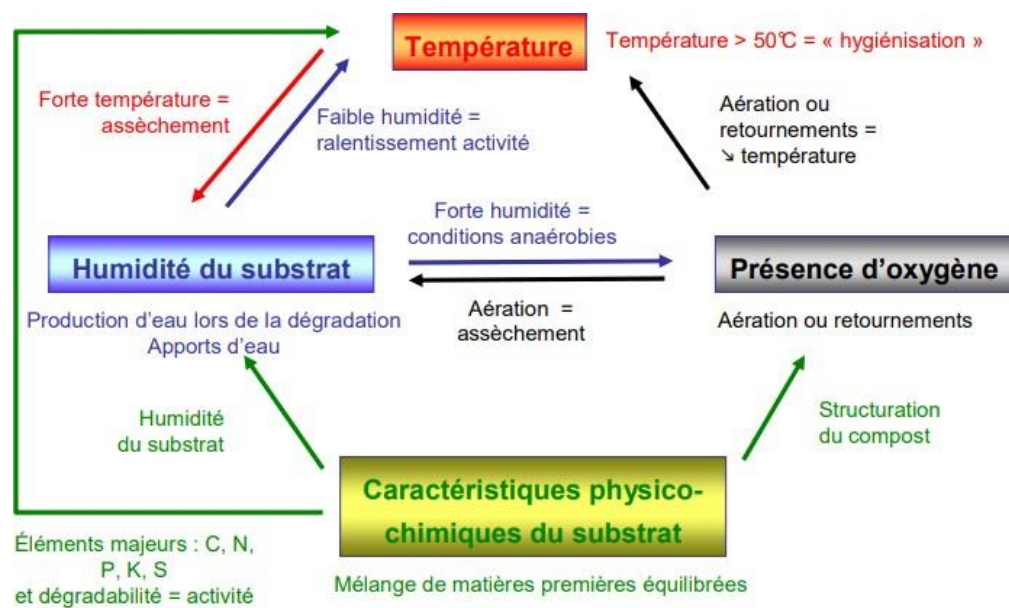 Température
Température > 50°C = « hygiénisation »
Forte température =
assèchement
Faible humidité =
ralentissement activité
Aération ou
retournements =
↘ température
Forte humidité =
conditions anaérobies
Humidité du substrat
Présence d’oxygène
Production d’eau lors de la dégradation
Apports d’eau
Aération =
assèchement
Aération ou retournements
Humidité
du substrat
Structuration
du compost
Caractéristiques physico-
chimiques du substrat
Éléments majeurs : C, N,
P, K, S
et dégradabilité = activité
Mélange de matières premières équilibrées